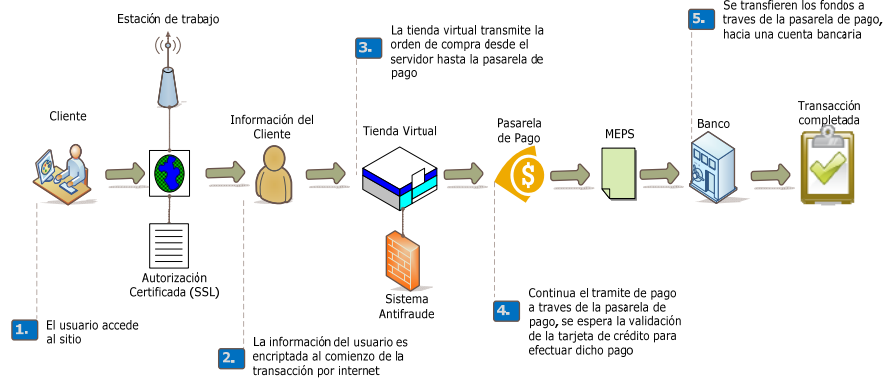 Estación de trabajo
Cliente
Autorización
Certificada (SSL)
Información del
Cliente
Tienda Virtual
Sistema
Antifraude
Pasarela
de Pago
$
MEPS
Banco
Transacción
completada
1.
El usuario accede
al sitio
2.
La información del usuario es
encriptada al comienzo de la
transacción por internet
3.
La tienda virtual transmite la
orden de compra desde el
servidor hasta la pasarela de
pago
4.
Continua el tramite de pago
a traves de la pasarela de
pago, se espera la validación
de la tarjeta de crédito para
efectuar dicho pago
5.
Se transfieren los fondos a
traves de la pasarela de pago,
hacia una cuenta bancaria